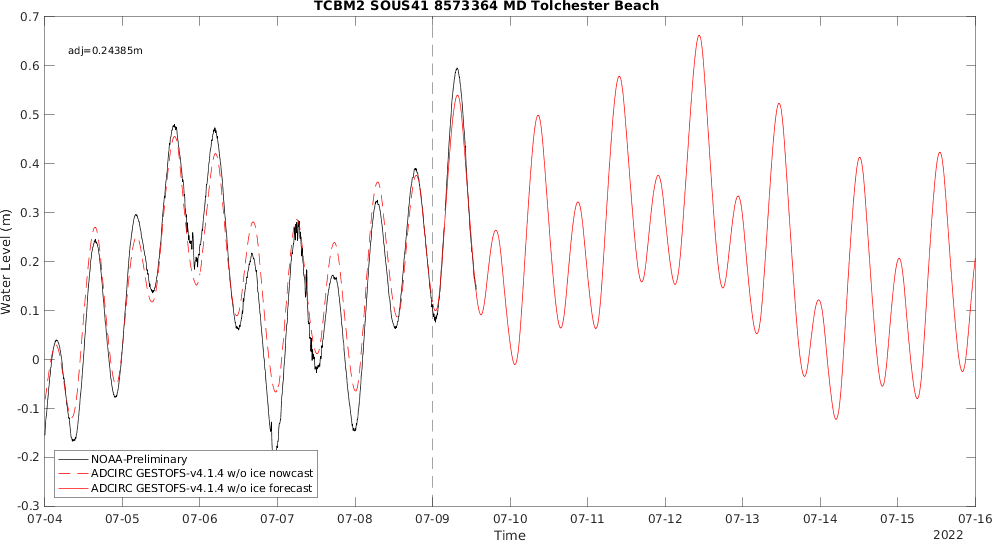 TCBM2 SOUS41 8573364 MD Tolchester Beach
adj=0.24385m
Water Level (m)
0.7
0.6
0.5
0.4
0.3
0.2
0.1
0
-0.1
-0.2
-0.3
NOAA-Preliminary
ADCIRC GESTOFS-v4.1.4 w/o ice nowcast
ADCIRC GESTOFS-v4.1.4 w/o ice forecast
07-04 07-05 07-06 07-07 07-08 07-09 07-10 07-11 07-12 07-13 07-14 07-15 07-16
Time
2022